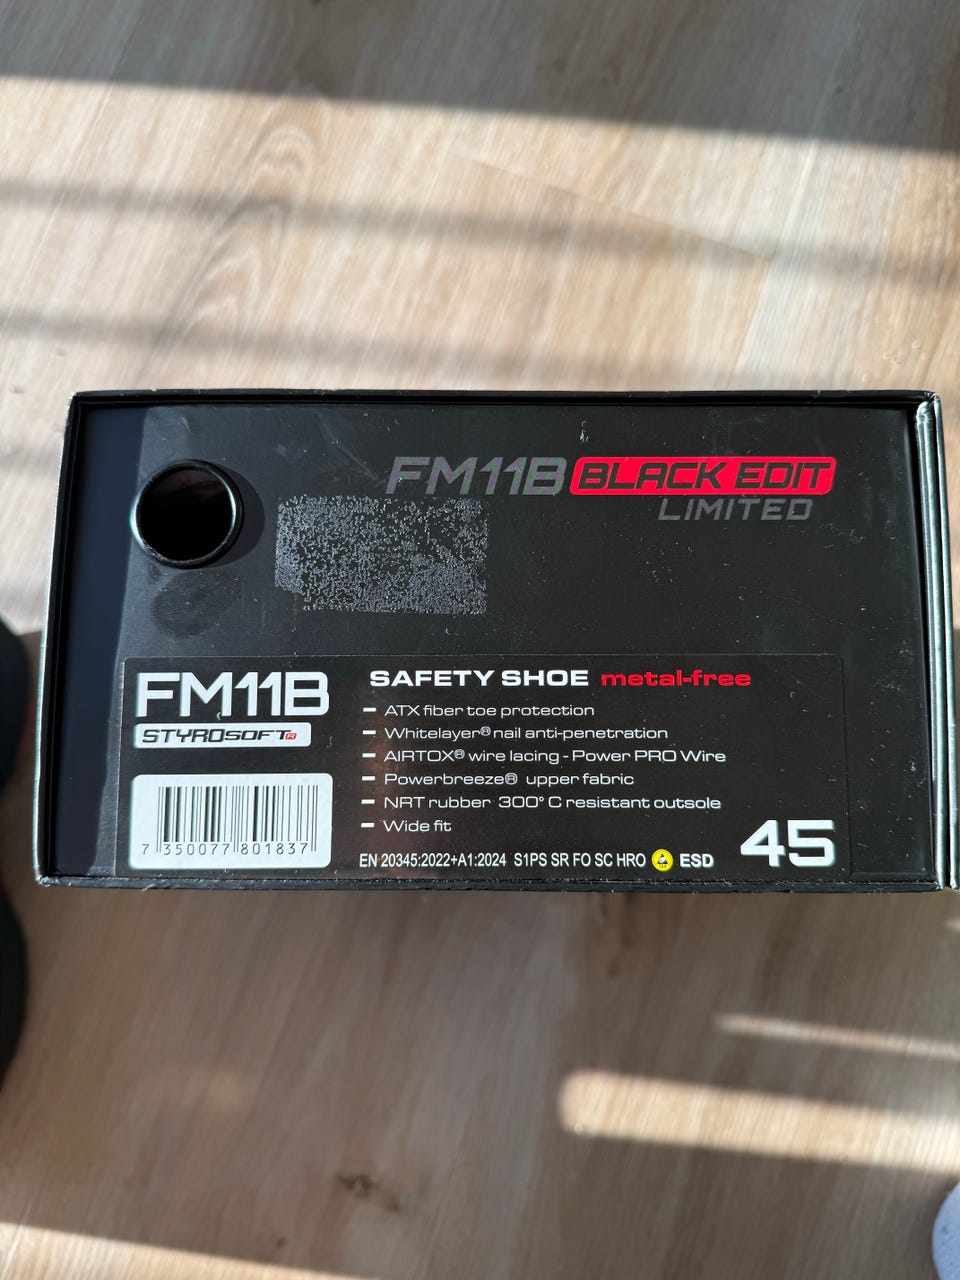 FM11B BLACK EDIT
LIMITED
FM11B
STYROSOFT R
SAFETY SHOE metal-free
– ATX fiber toe protection
– Whitelayer® nail anti-penetration
– AIRTOX® wire lacing - Power PRO Wire
– Powerbreeze® upper fabric
– NRT rubber 300° C resistant outsole
– Wide fit
7 350077 801837
EN 20345:2022+A1:2024 S1PS SR FO SC HRO ESD
45